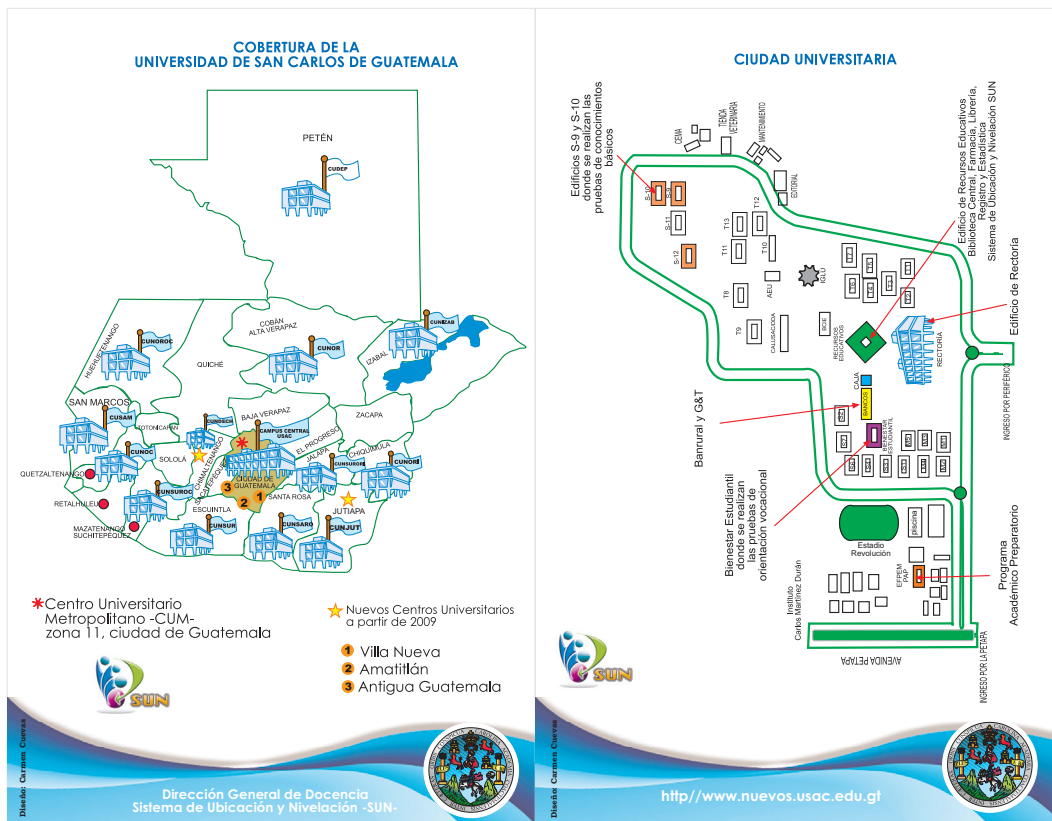 COBERTURA DE LA
UNIVERSIDAD DE SAN CARLOS DE GUATEMALA
PETÉN
CUDEP
HUEHUETENANGO
CUNOROC
COBÁN
ALTA VERAPAZ
CUNOR
CUNIZAB
IZABAL
QUICHÉ
SAN MARCOS
CUSAM
TOTONICAPÁN
CUNDECH
BAJA VERAPAZ
ZACAPA
CAMPUS CENTRAL
USAC
EL PROGRESO
CUNOC
SOLOLÁ
CHIMALTENANGO
SACATEPÉQUEZ
JALAPA
CHIQUIMULA
CUNSURORI
CUNORI
QUETZALTENANGO
CIUDAD DE
GUATEMALA
3
2
1
SANTA ROSA
CUNSUROC
RETALHULEU
ESCUINTLA
JUTIAPA
MAZATENANGO
SUCHITEPÉQUEZ
CUNSUR
CUNSARO
CUNJUT
Centro Universitario
Metropolitano -CUM-
zona 11, ciudad de Guatemala
Nuevos Centros Universitarios
a partir de 2009
1 Villa Nueva
2 Amatitlán
3 Antigua Guatemala
SUN
Diseño: Carmen Cuevas
Dirección General de Docencia
Sistema de Ubicación y Nivelación -SUN-
CIUDAD UNIVERSITARIA
Edificios S-9 y S-10
donde se realizan las
pruebas de conocimientos
básicos
CEMA
TIENDA
VETERINARIA
MANTENIMIENTO
EDITORIAL
S-10
S-9
S-11
S-12
T13
T12
T11
T10
T8
T9
AEU
CALUSACDDA
IGLU
RECURSOS
EDUCATIVOS
Edificio de Recursos Educativos
Biblioteca Central, Farmacia, Librería,
Registro y Estadística
Sistema de Ubicación y Nivelación SUN
Edificio de Rectoría
RECTORÍA
CAJA
BANCOS
BIENESTAR
ESTUDIANTIL
Banrural y G&T
Bienestar Estudiantil
donde se realizan
las pruebas de
orientación vocacional
INGRESO POR PERIFÉRICO
Estadio
Revolución
piscina
EFPEM
PAP
Programa
Académico Preparatorio
Instituto
Carlos Martínez Durán
AVENIDA PETAPA
INGRESO POR LA PETAPA
SUN
Diseño: Carmen Cuevas
http//www.nuevos.usac.edu.gt